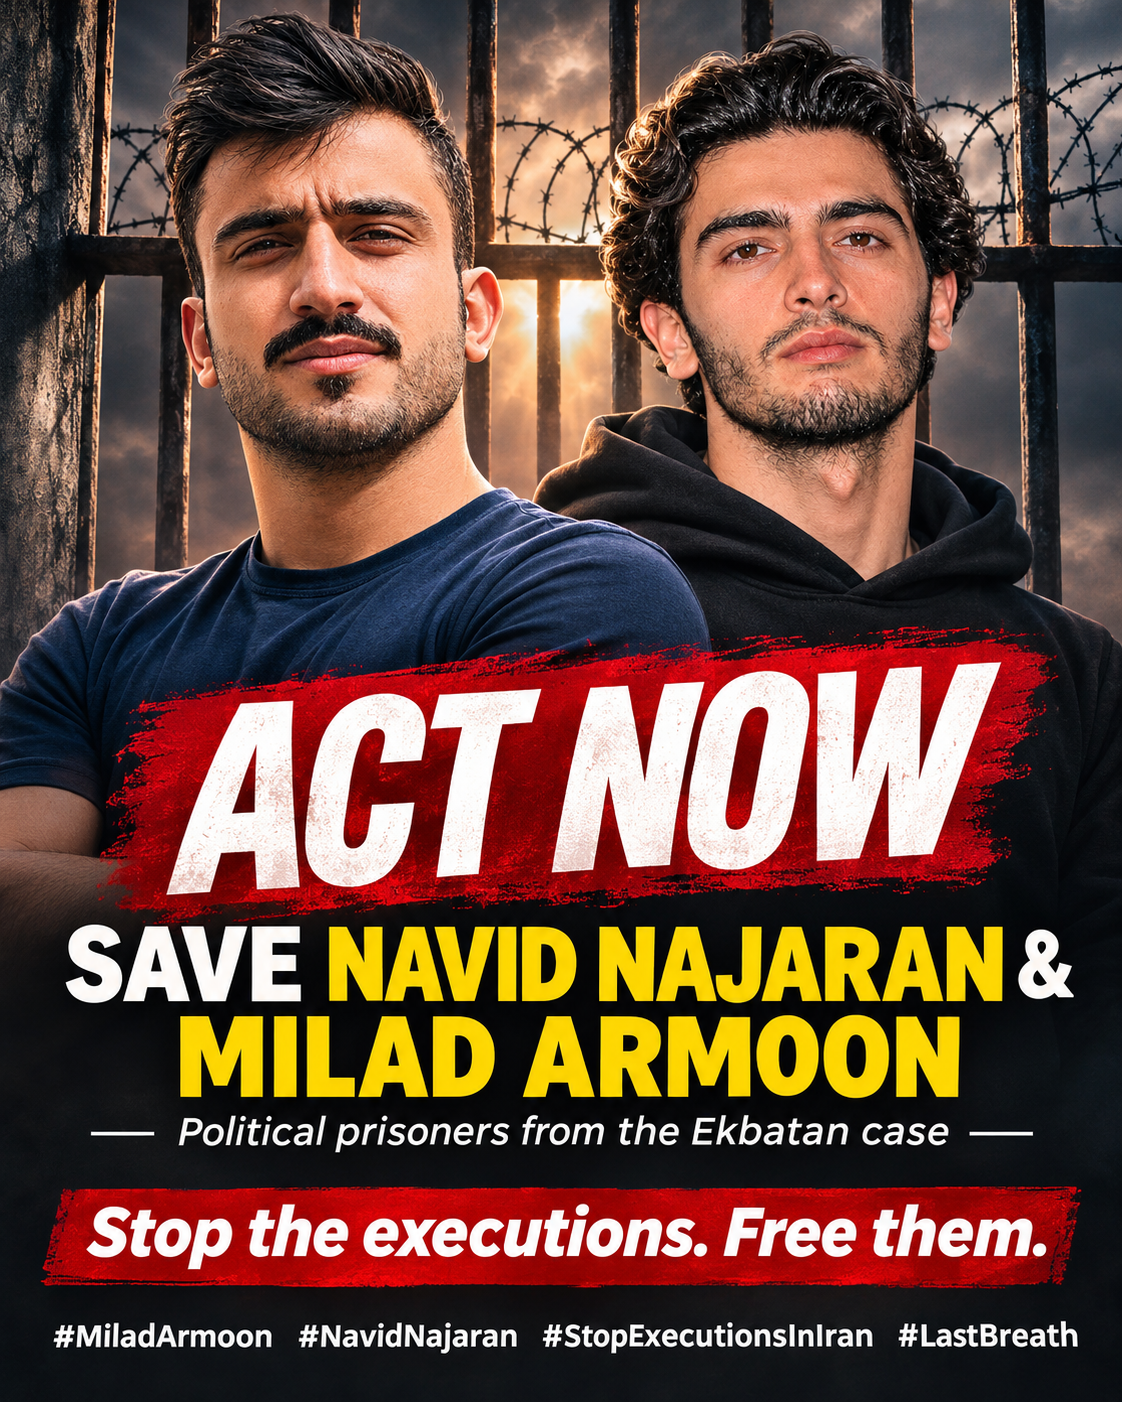 ACT NOW
SAVE NAVID NAJARAN &
MILAD ARMOON
Political prisoners from the Ekbatan case
Stop the executions. Free them.
#MiladArmoon #NavidNajaran #StopExecutionsInIran #LastBreath